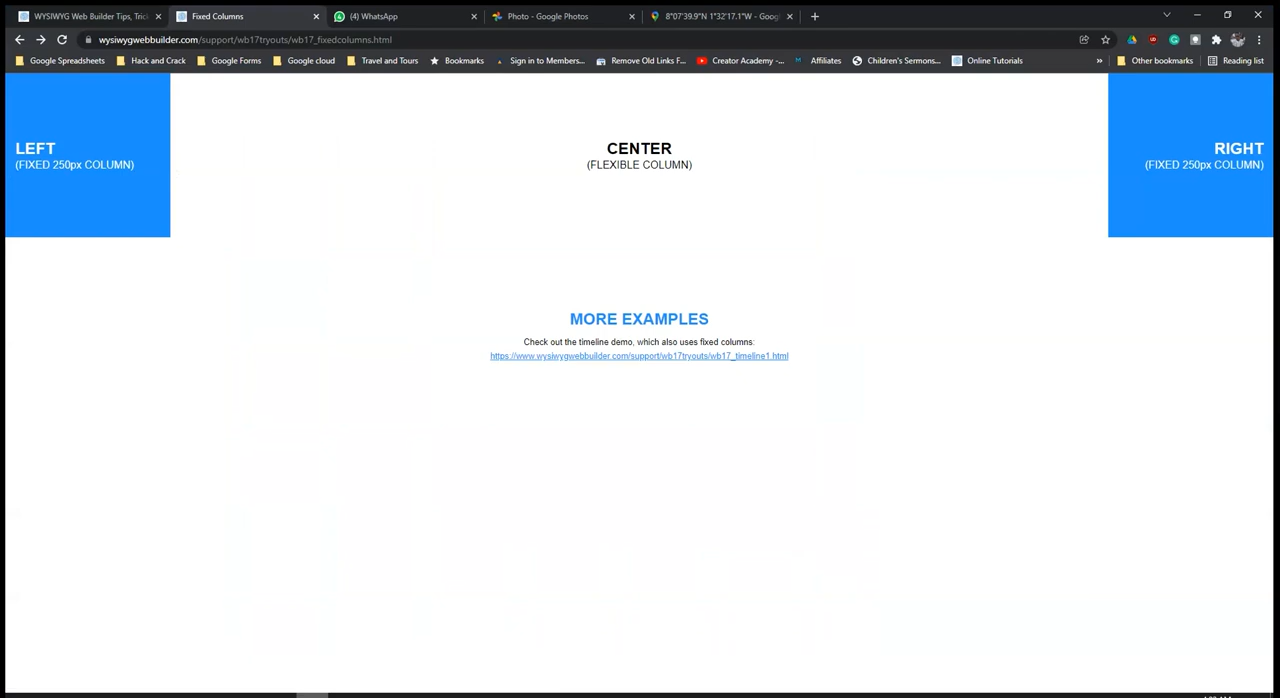 WYSIWYG Web Builder Tips, Trick
Fixed Columns
(4) WhatsApp
Photo - Google Photos
8°07'39.9"N 1°32'17.1"W - Goog
wysiwygwebbuilder.com/support/wb17tryouts/wb17_fixedcolumns.html
Google Spreadsheets
Hack and Crack
Google Forms
Google cloud
Travel and Tours
Bookmarks
Sign in to Members...
Remove Old Links F...
Creator Academy -...
Affiliates
Children's Sermons...
Online Tutorials
»
Other bookmarks
Reading list
LEFT
(FIXED 250px COLUMN)
CENTER
(FLEXIBLE COLUMN)
RIGHT
(FIXED 250px COLUMN)
MORE EXAMPLES
Check out the timeline demo, which also uses fixed columns:
https://www.wysiwygwebbuilder.com/support/wb17tryouts/wb17_timeline1.html